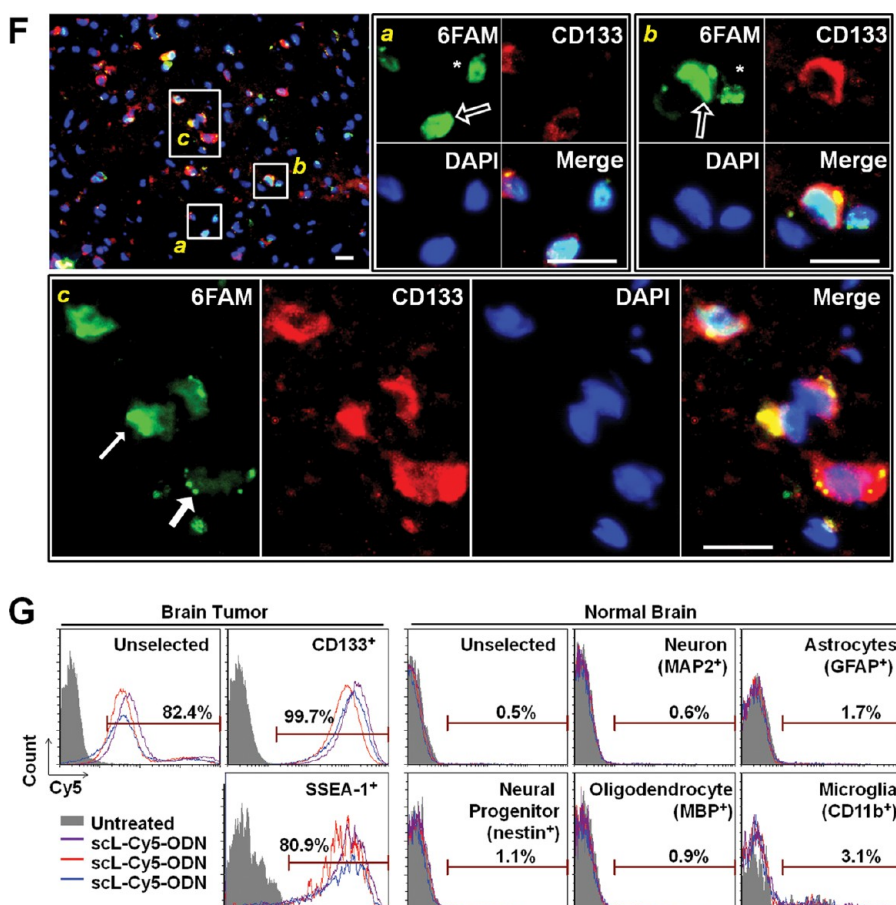 F
a
b
c
a
6FAM
CD133
*
DAPI
Merge
b
6FAM
CD133
*
DAPI
Merge
c
6FAM
CD133
DAPI
Merge
G
Brain Tumor
Normal Brain
Unselected
82.4%
CD133+
99.7%
Unselected
0.5%
Neuron
(MAP2+)
0.6%
Astrocytes
(GFAP+)
1.7%
Count
Cy5
Untreated
scL-Cy5-ODN
scL-Cy5-ODN
scL-Cy5-ODN
SSEA-1+
80.9%
Neural
Progenitor
(nestin+)
1.1%
Oligodendrocyte
(MBP+)
0.9%
Microglia
(CD11b+)
3.1%